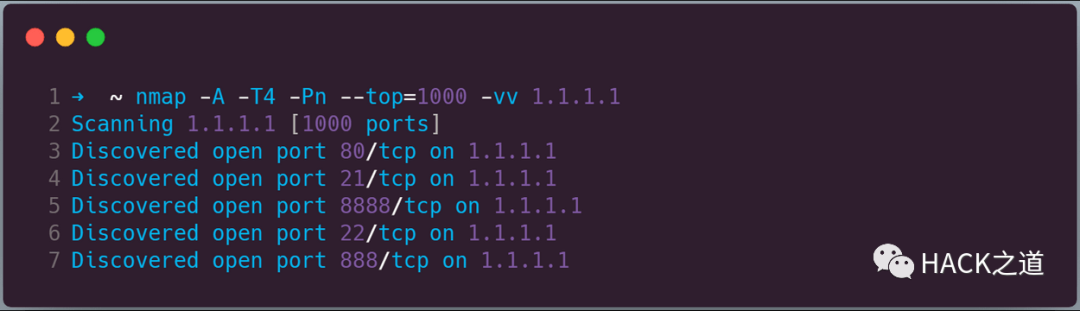 1 ➜ ~ nmap -A -T4 -Pn --top=1000 -vv 1.1.1.1
2 Scanning 1.1.1.1 [1000 ports]
3 Discovered open port 80/tcp on 1.1.1.1
4 Discovered open port 21/tcp on 1.1.1.1
5 Discovered open port 8888/tcp on 1.1.1.1
6 Discovered open port 22/tcp on 1.1.1.1
7 Discovered open port 888/tcp on 1.1.1.1
HACK之道